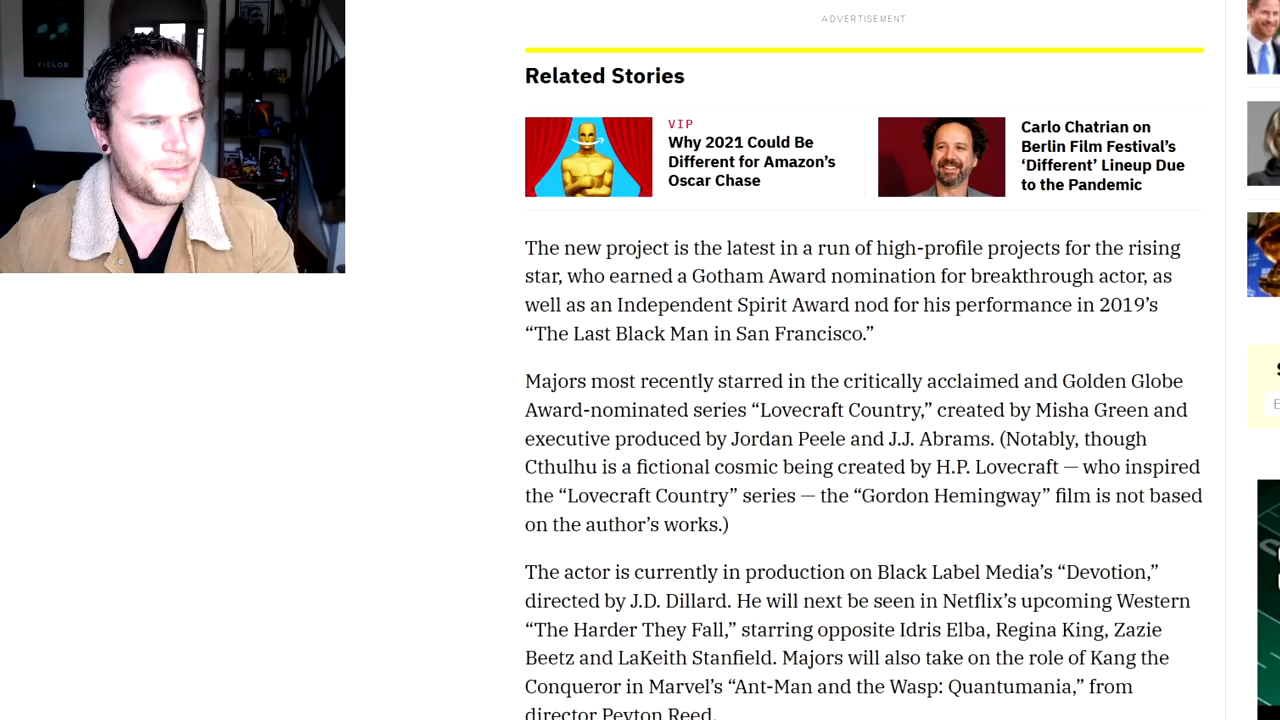 FIELDS
ADVERTISEMENT
Related Stories
VIP
Why 2021 Could Be
Different for Amazon’s
Oscar Chase
Carlo Chatrian on
Berlin Film Festival’s
‘Different’ Lineup Due
to the Pandemic
The new project is the latest in a run of high-profile projects for the rising
star, who earned a Gotham Award nomination for breakthrough actor, as
well as an Independent Spirit Award nod for his performance in 2019’s
“The Last Black Man in San Francisco.”
Majors most recently starred in the critically acclaimed and Golden Globe
Award-nominated series “Lovecraft Country,” created by Misha Green and
executive produced by Jordan Peele and J.J. Abrams. (Notably, though
Cthulhu is a fictional cosmic being created by H.P. Lovecraft — who inspired
the “Lovecraft Country” series — the “Gordon Hemingway” film is not based
on the author’s works.)
The actor is currently in production on Black Label Media’s “Devotion,”
directed by J.D. Dillard. He will next be seen in Netflix’s upcoming Western
“The Harder They Fall,” starring opposite Idris Elba, Regina King, Zazie
Beetz and LaKeith Stanfield. Majors will also take on the role of Kang the
Conqueror in Marvel’s “Ant-Man and the Wasp: Quantumania,” from
director Peyton Reed.